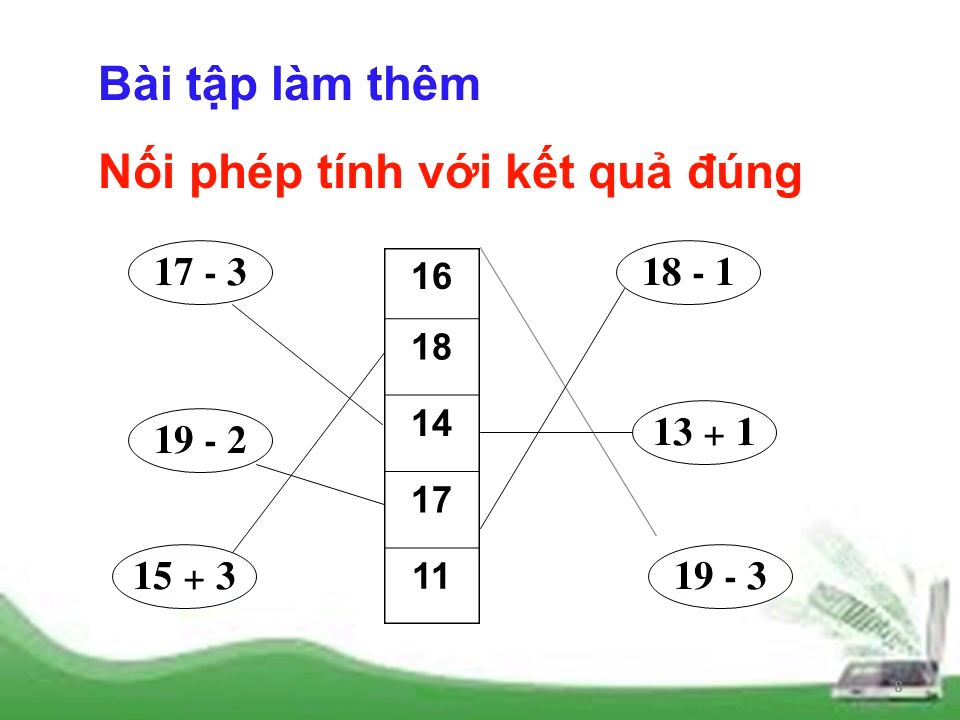 Bài tập làm thêm
Nối phép tính với kết quả đúng
17 - 3
16
18 - 1
18
14
13 + 1
19 - 2
17
15 + 3
11
19 - 3
8